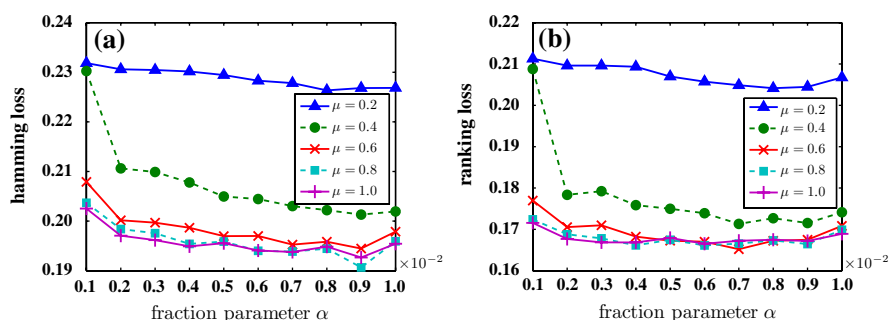 (a)
hamming loss
0.24
0.23
0.22
0.21
0.20
0.19
μ = 0.2
μ = 0.4
μ = 0.6
μ = 0.8
μ = 1.0
0.1 0.2 0.3 0.4 0.5 0.6 0.7 0.8 0.9 1.0
×10⁻²
fraction parameter α
(b)
ranking loss
0.21
0.20
0.19
0.18
0.17
0.16
μ = 0.2
μ = 0.4
μ = 0.6
μ = 0.8
μ = 1.0
0.1 0.2 0.3 0.4 0.5 0.6 0.7 0.8 0.9 1.0
×10⁻²
fraction parameter α